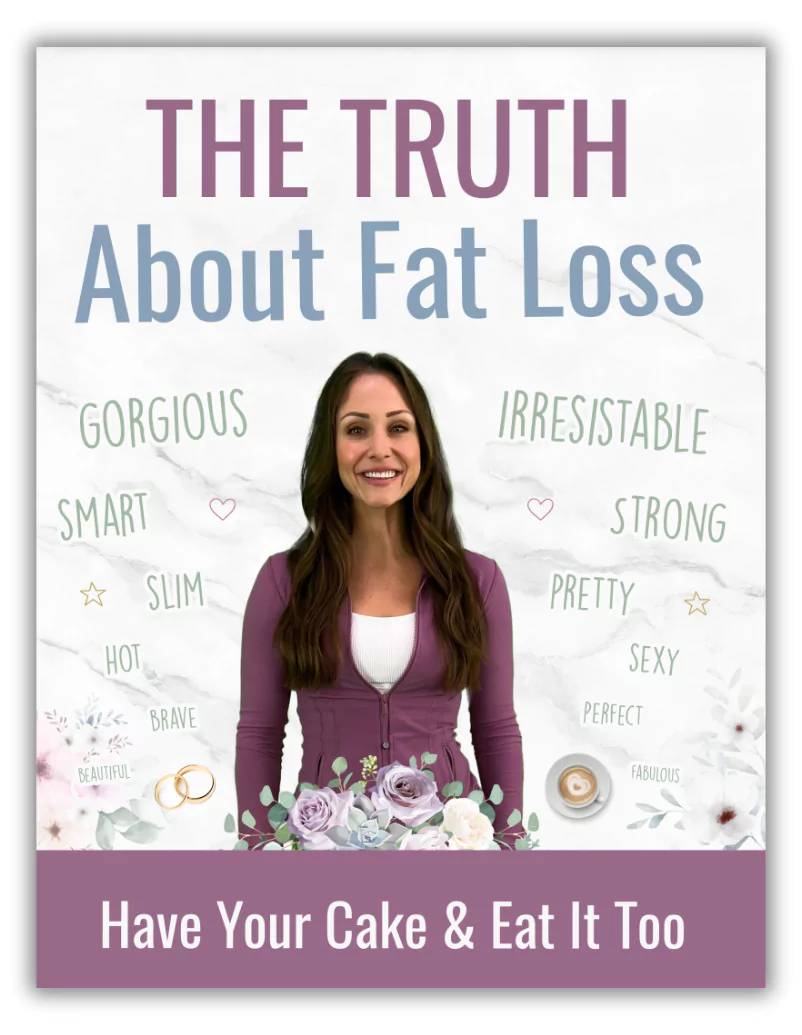 THE TRUTH
About Fat Loss
GORGIOUS
IRRESISTABLE
SMART
STRONG
SLIM
PRETTY
HOT
SEXY
BRAVE
PERFECT
BEAUTIFUL
FABULOUS
Have Your Cake & Eat It Too